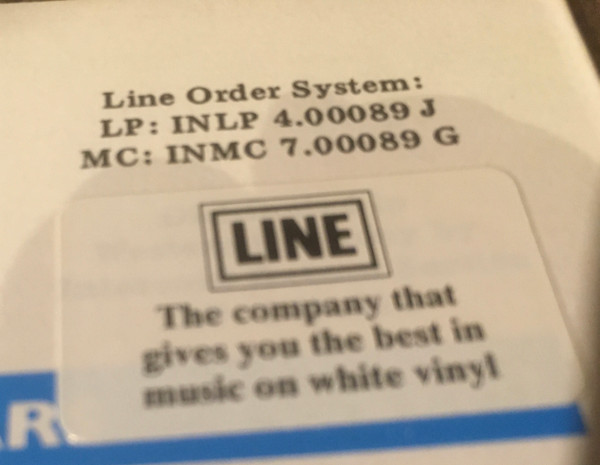 Line Order System:
LP: INLP 4.00089 J
MC: INMC 7.00089 G
LINE
The company that
gives you the best in
music on white vinyl
AR